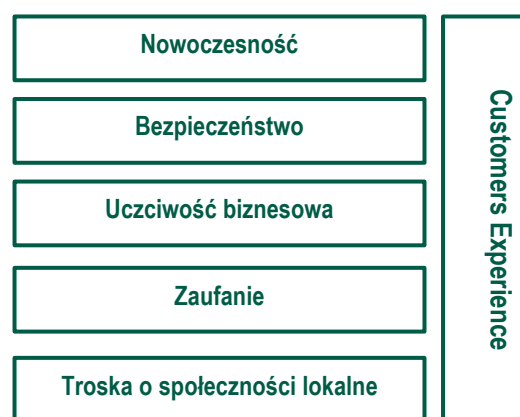 Nowoczesność
Bezpieczeństwo
Uczciwość biznesowa
Zaufanie
Troska o społeczności lokalne
Customers Experience